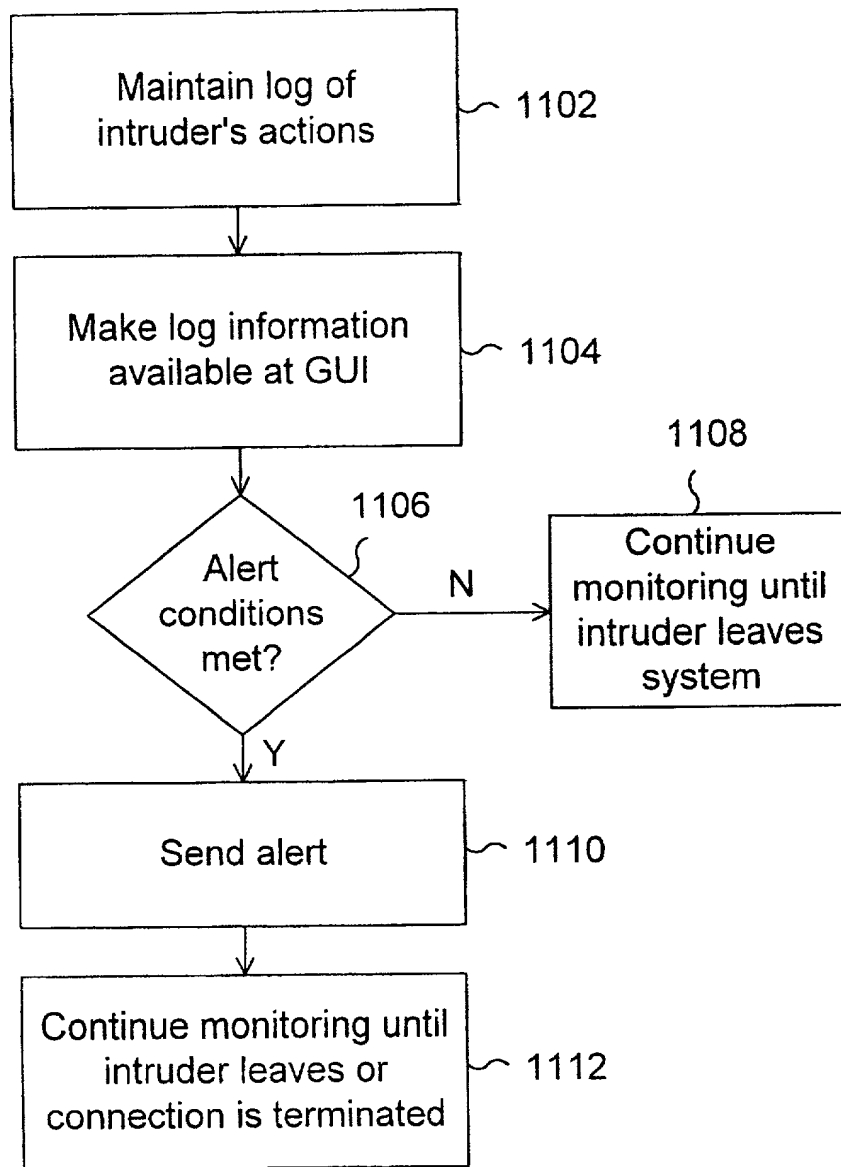 Maintain log of
intruder's actions
1102
Make log information
available at GUI
1104
Alert
conditions
met?
1106
N
1108
Continue
monitoring until
intruder leaves
system
Y
Send alert
1110
Continue monitoring until
intruder leaves or
connection is terminated
1112